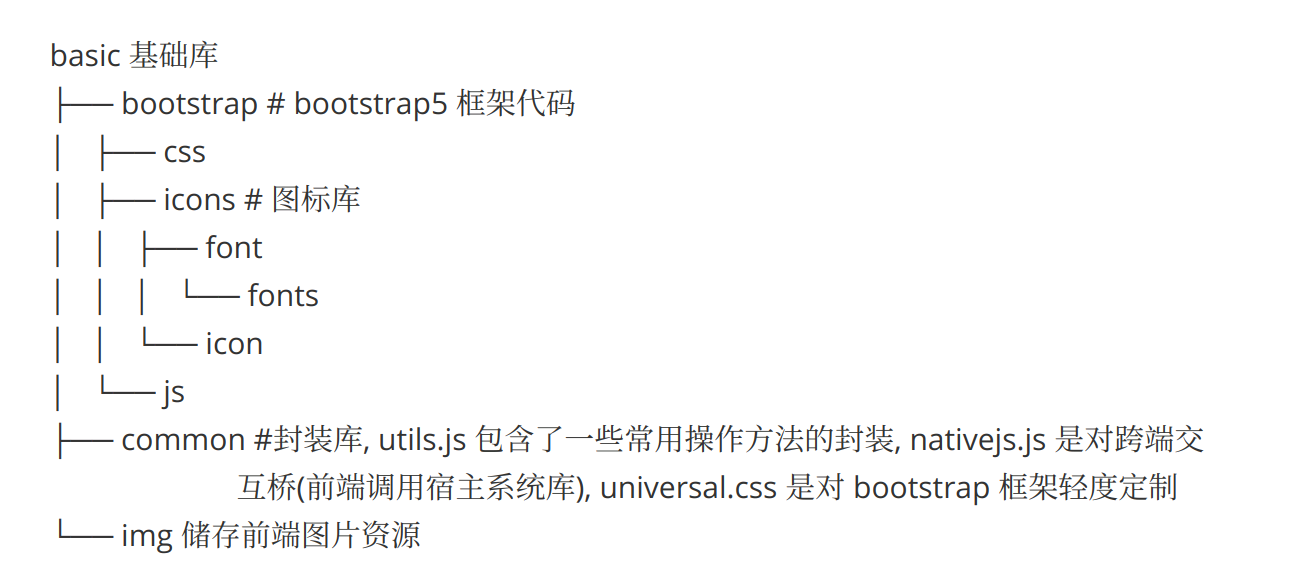 basic 基础库
├── bootstrap # bootstrap5 框架代码
│   ├── css
│   ├── icons # 图标库
│   │   ├── font
│   │   │   └── fonts
│   │   └── icon
│   └── js
├── common #封装库, utils.js 包含了一些常用操作方法的封装, nativejs.js 是对跨端交
互桥(前端调用宿主系统库), universal.css 是对 bootstrap 框架轻度定制
└── img 储存前端图片资源